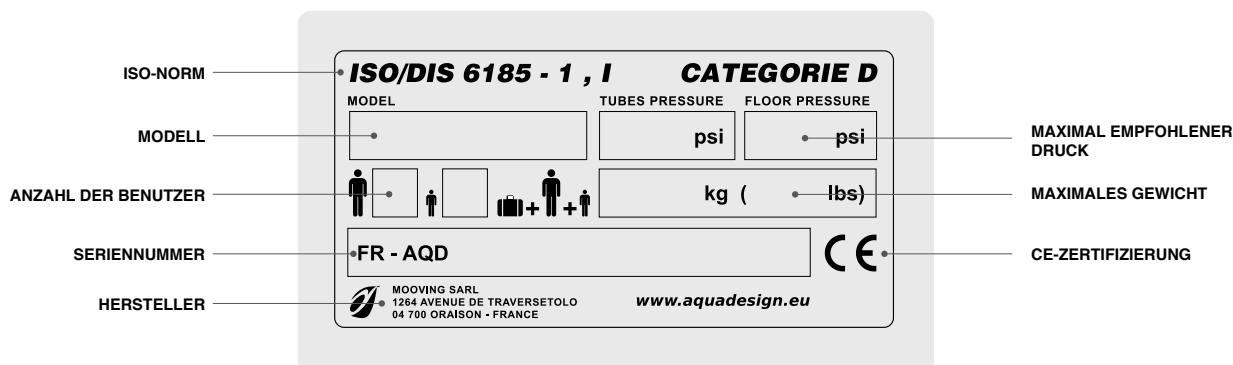 ISO-NORM
ISO/DIS 6185 - 1 , I CATEGORIE D
MODEL TUBES PRESSURE FLOOR PRESSURE
MODELL
psi psi
MAXIMAL EMPFOHLENER
DRUCK
ANZAHL DER BENUTZER
+ +
kg ( lbs)
MAXIMALES GEWICHT
SERIENNUMMER
FR - AQD
CE
CE-ZERTIFIZIERUNG
HERSTELLER
MOOVING SARL
1264 AVENUE DE TRAVERSETOLO
04 700 ORAISON - FRANCE
www.aquadesign.eu